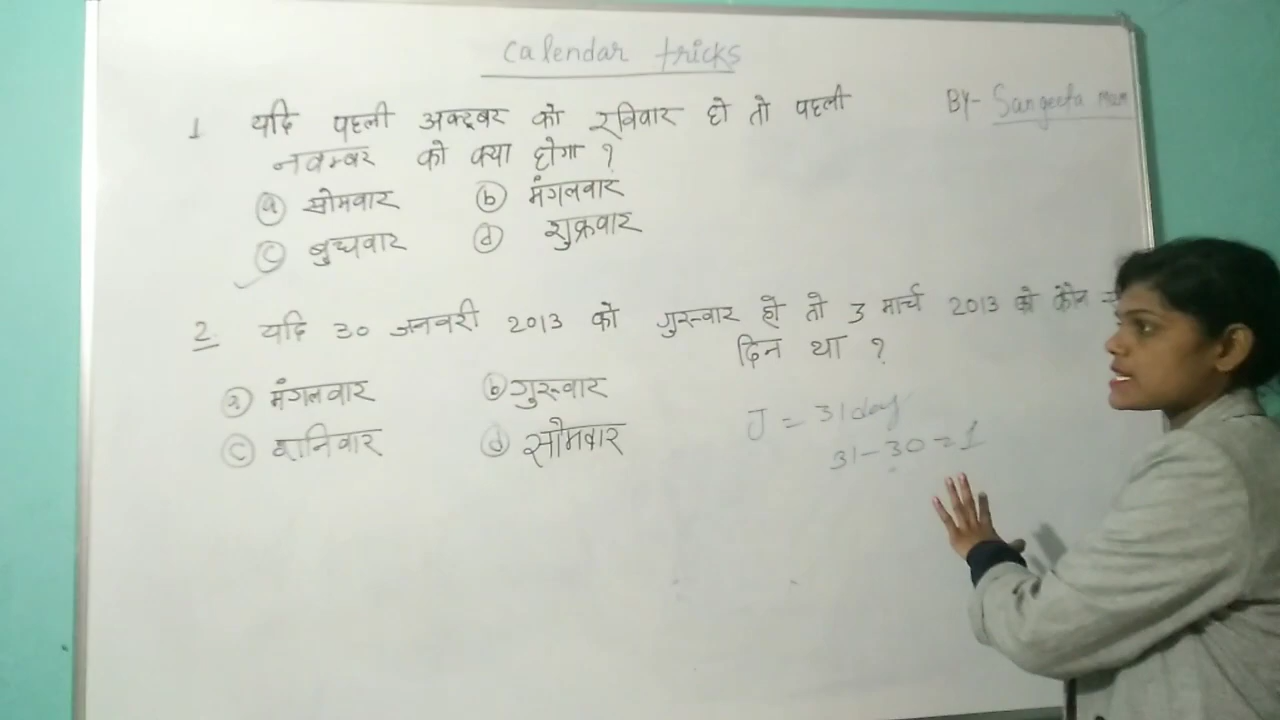 Calendar tricks
BY- Sangeeta mam
1 यदि पहली अक्टूबर को रविवार हो तो पहली
नवम्बर को क्या होगा ?
(a) सोमवार (b) मंगलवार
(c) बुधवार (d) शुक्रवार
2 यदि 30 जनवरी 2013 को गुरूवार हो तो 3 मार्च 2013 को कौन
दिन था ?
(a) मंगलवार (b) गुरूवार
(c) शनिवार (d) सोमवार
J = 31 day
31-30=1